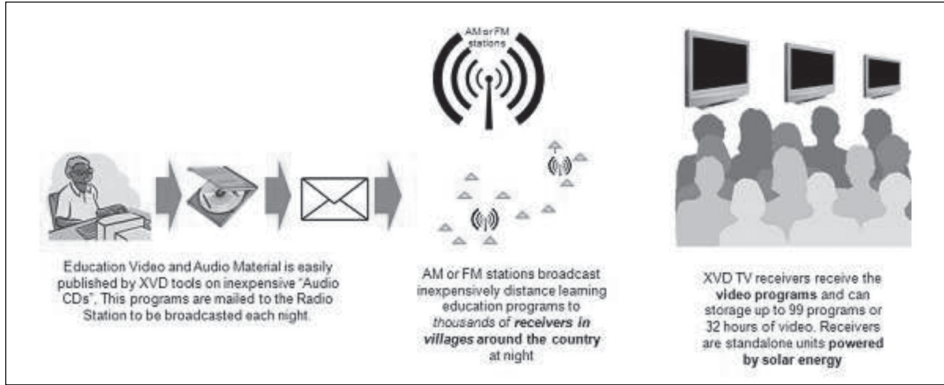 AM or FM
stations
Education Video and Audio Material is easily
published by XVD tools on inexpensive "Audio
CDs". This programs are mailed to the Radio
Station to be broadcasted each night.
AM or FM stations broadcast
inexpensively distance learning
education programs to
thousands of receivers in
villages around the country
at night
XVD TV receivers receive the
video programs and can
storage up to 99 programs or
32 hours of video. Receivers
are standalone units powered
by solar energy